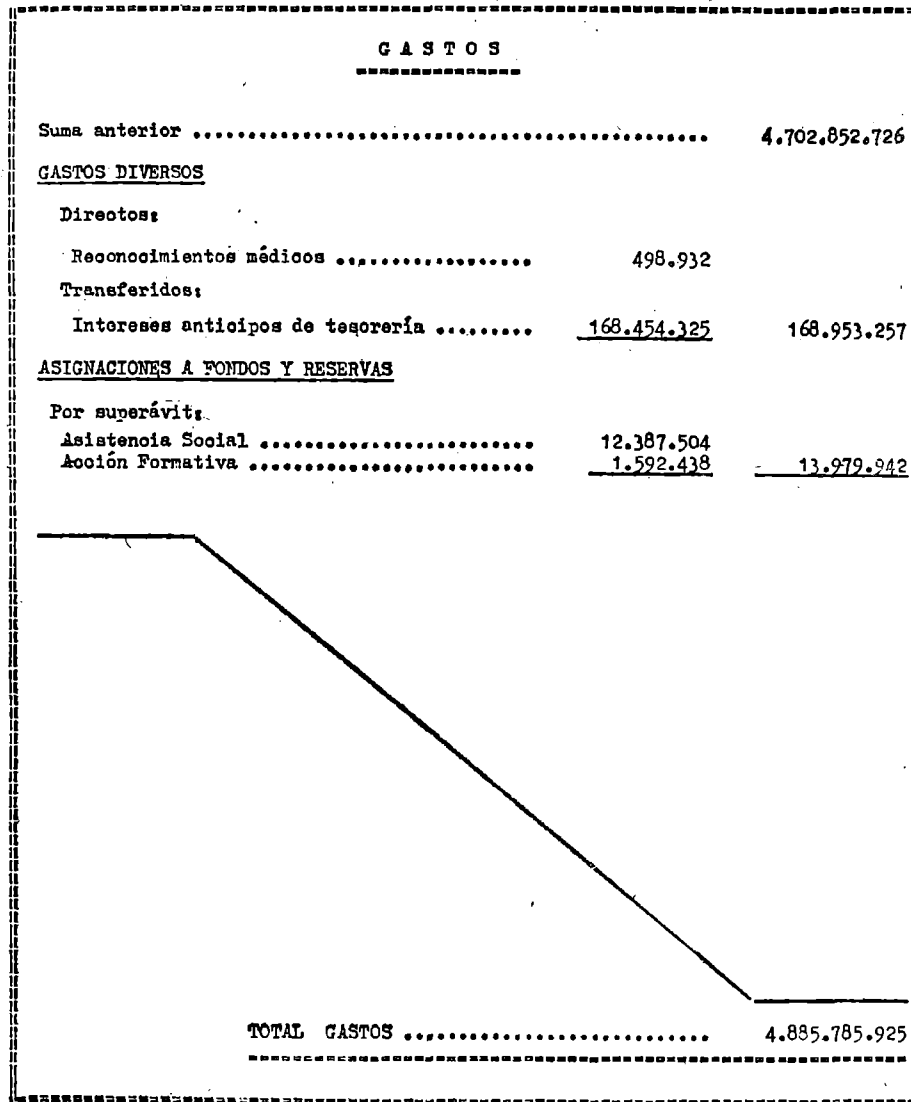 GASTOS
Suma anterior ................................................ 4.702.852.726
GASTOS DIVERSOS
Directos:
Reconocimientos médicos .................. 498.932
Transferidos:
Intereses anticipos de tesorería ......... 168.454.325 168.953.257
ASIGNACIONES A FONDOS Y RESERVAS
Por superávit:
Asistencia Social ......................... 12.387.504
Acción Formativa .......................... 1.592.438 13.979.942
TOTAL GASTOS ............................ 4.885.785.925